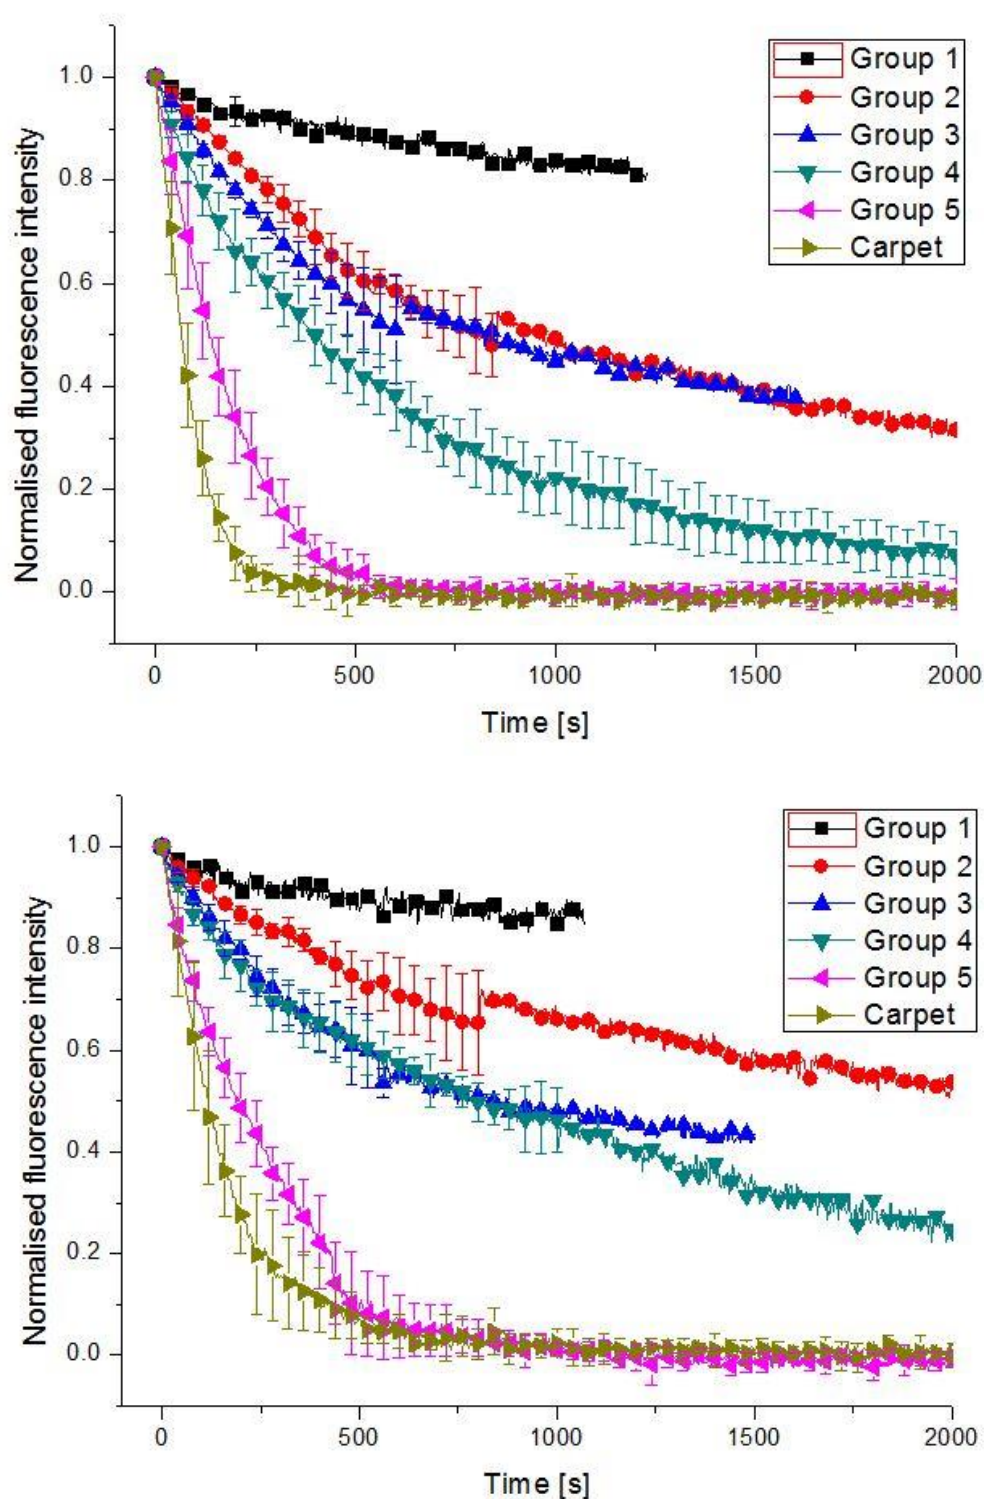 Group 1
Group 2
Group 3
Group 4
Group 5
Carpet
1.0
0.8
0.6
0.4
0.2
0.0
Normalised fluorescence intensity
0 500 1000 1500 2000
Time [s]
Group 1
Group 2
Group 3
Group 4
Group 5
Carpet
1.0
0.8
0.6
0.4
0.2
0.0
Normalised fluorescence intensity
0 500 1000 1500 2000
Time [s]